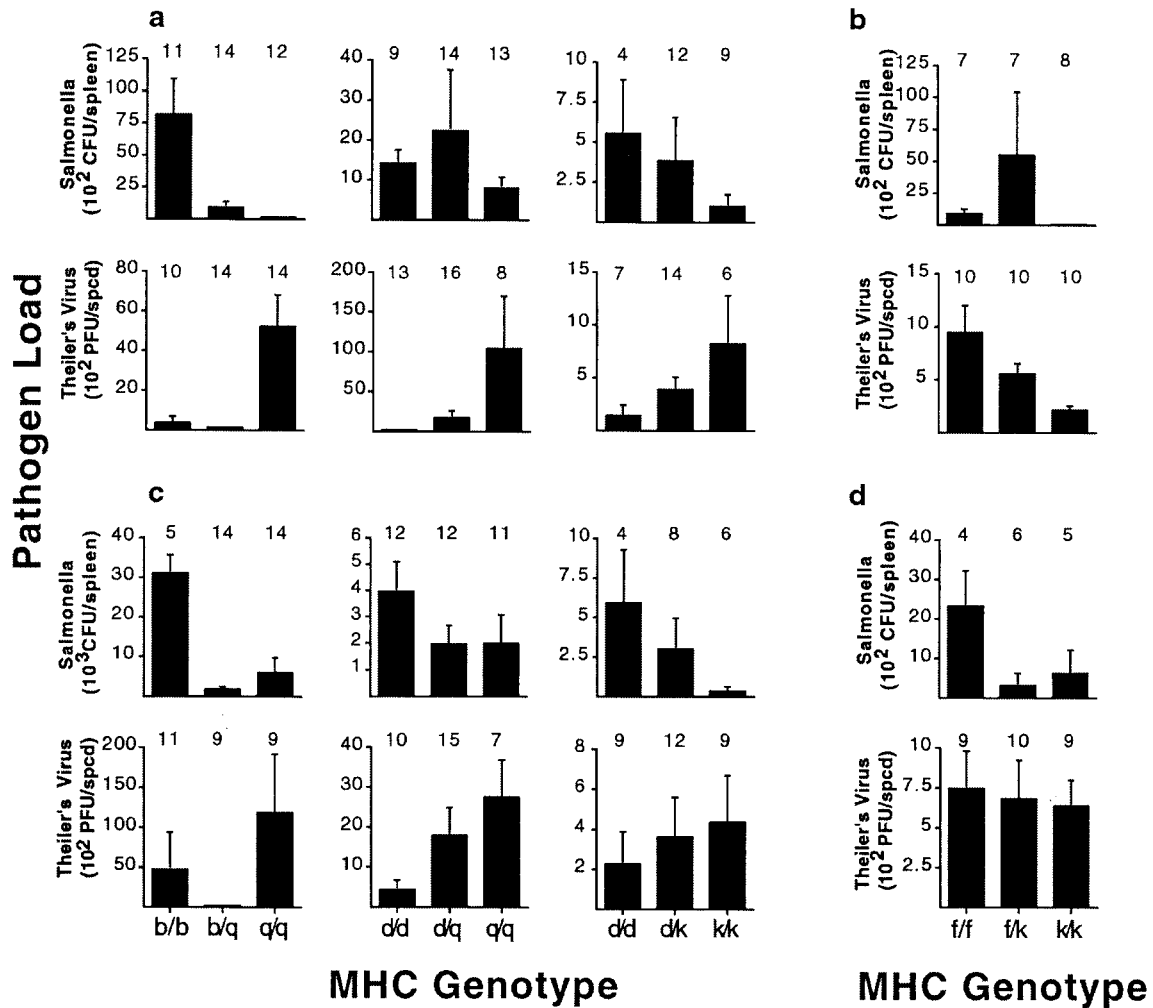 a
b
Pathogen Load
Salmonella
(10² CFU/spleen)
125
100
75
50
25
11 14 12
40
30
20
10
9 14 13
10
7.5
5
2.5
4 12 9
Salmonella
(10² CFU/spleen)
125
100
75
50
25
7 7 8
Theiler's Virus
(10² PFU/spcd)
80
60
40
20
10 14 14
200
150
100
50
13 16 8
15
10
5
7 14 6
Theiler's Virus
(10² PFU/spcd)
15
10
5
10 10 10
c
d
Salmonella
(10³CFU/spleen)
40
30
20
10
5 14 14
6
5
4
3
2
1
12 12 11
10
7.5
5
2.5
4 8 6
Salmonella
(10² CFU/spleen)
40
30
20
10
4 6 5
Theiler's Virus
(10² PFU/spcd)
200
150
100
50
11 9 9
40
30
20
10
10 15 7
8
6
4
2
9 12 9
Theiler's Virus
(10² PFU/spcd)
10
7.5
5
2.5
9 10 9
b/b b/q q/q
d/d d/q q/q
d/d d/k k/k
f/f f/k k/k
MHC Genotype
MHC Genotype